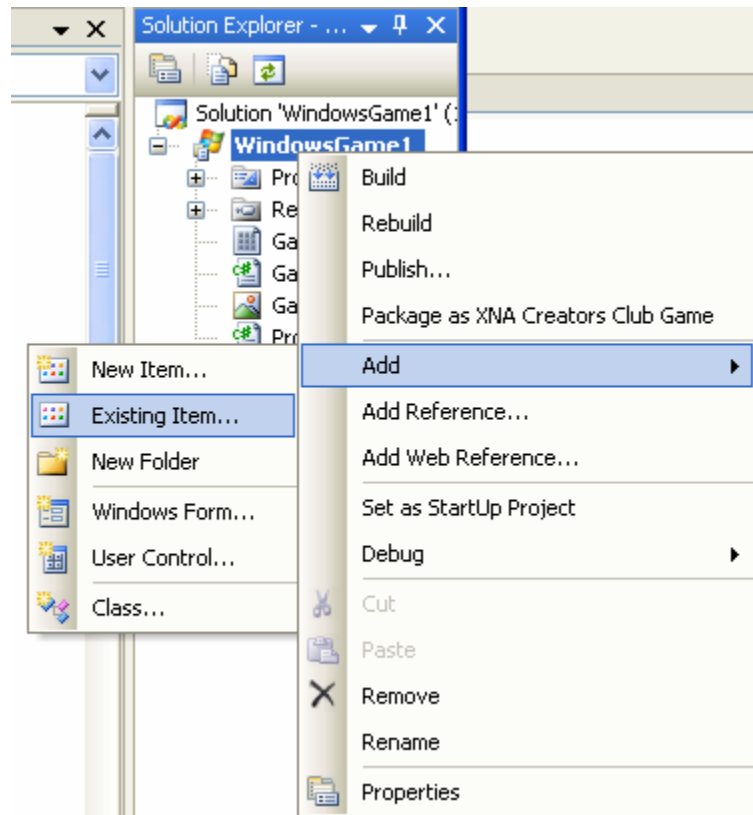 Solution Explorer - ...
Solution 'WindowsGame1' (
WindowsGame1
Pro
Re
Ga
Ga
Ga
Pro
Build
Rebuild
Publish...
Package as XNA Creators Club Game
Add
Add Reference...
Add Web Reference...
Set as StartUp Project
Debug
Cut
Paste
Remove
Rename
Properties
New Item...
Existing Item...
New Folder
Windows Form...
User Control...
Class...